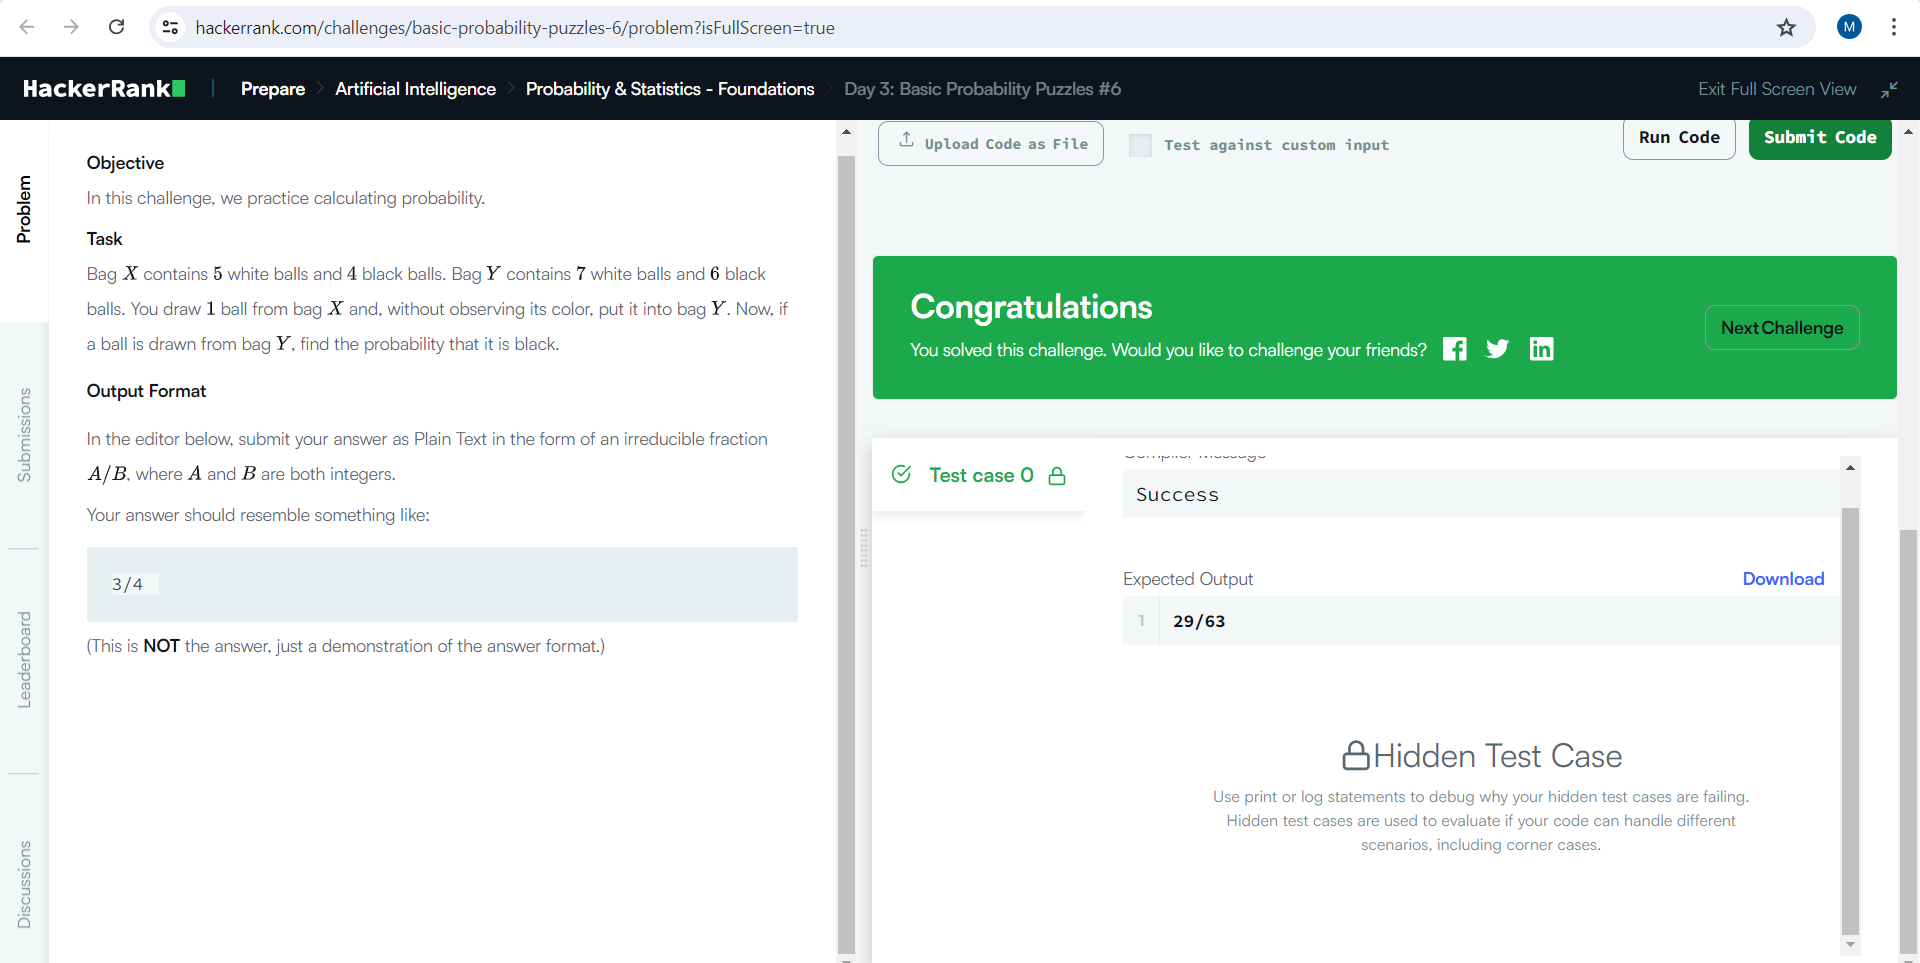 hackerrank.com/challenges/basic-probability-puzzles-6/problem?isFullScreen=true
M
HackerRank
Prepare
Artificial Intelligence
Probability & Statistics - Foundations
Day 3: Basic Probability Puzzles #6
Exit Full Screen View
Problem
Submissions
Leaderboard
Discussions
Objective
In this challenge, we practice calculating probability.
Task
Bag X contains 5 white balls and 4 black balls. Bag Y contains 7 white balls and 6 black
balls. You draw 1 ball from bag X and, without observing its color, put it into bag Y. Now, if
a ball is drawn from bag Y, find the probability that it is black.
Output Format
In the editor below, submit your answer as Plain Text in the form of an irreducible fraction
A/B, where A and B are both integers.
Your answer should resemble something like:
3/4
(This is NOT the answer, just a demonstration of the answer format.)
Upload Code as File
Test against custom input
Run Code
Submit Code
Congratulations
You solved this challenge. Would you like to challenge your friends?
Next Challenge
Test case 0
Compiler Message
Success
Expected Output
Download
1
29/63
Hidden Test Case
Use print or log statements to debug why your hidden test cases are failing.
Hidden test cases are used to evaluate if your code can handle different
scenarios, including corner cases.